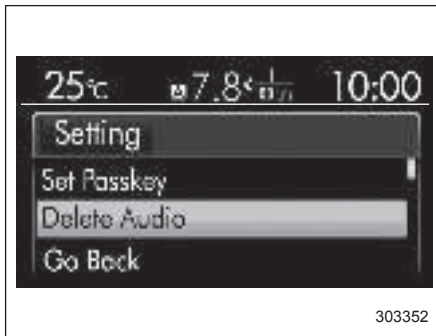 25℃ 7.8 10:00
Setting
Set Passkey
Delete Audio
Go Back
303352